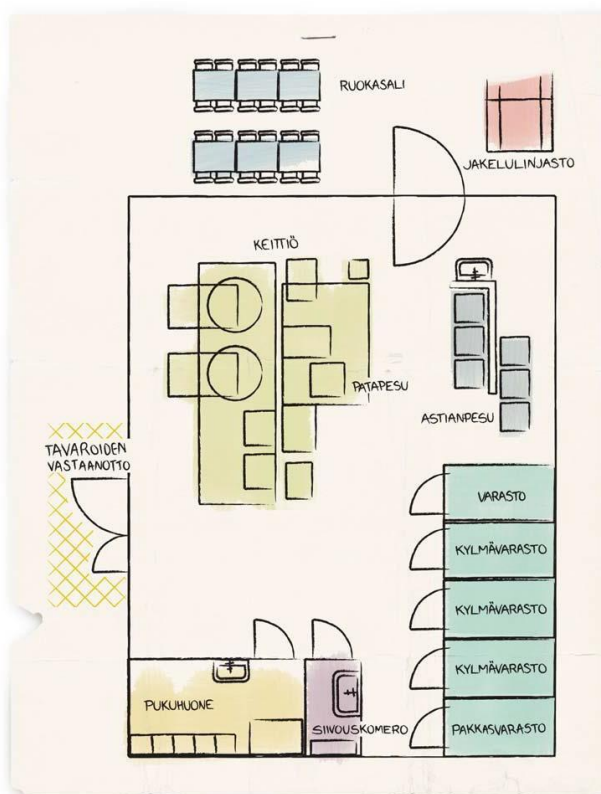 RUOKASALI
JAKELULINJASTO
KEITTIÖ
PATAPESU
ASTIANPESU
TAVAROIDEN
VASTAANOTTO
VARASTO
KYLMÄVARASTO
KYLMÄVARASTO
KYLMÄVARASTO
PUKUHUONE
SIIVOUSKOMERO
PAKKASVARASTO